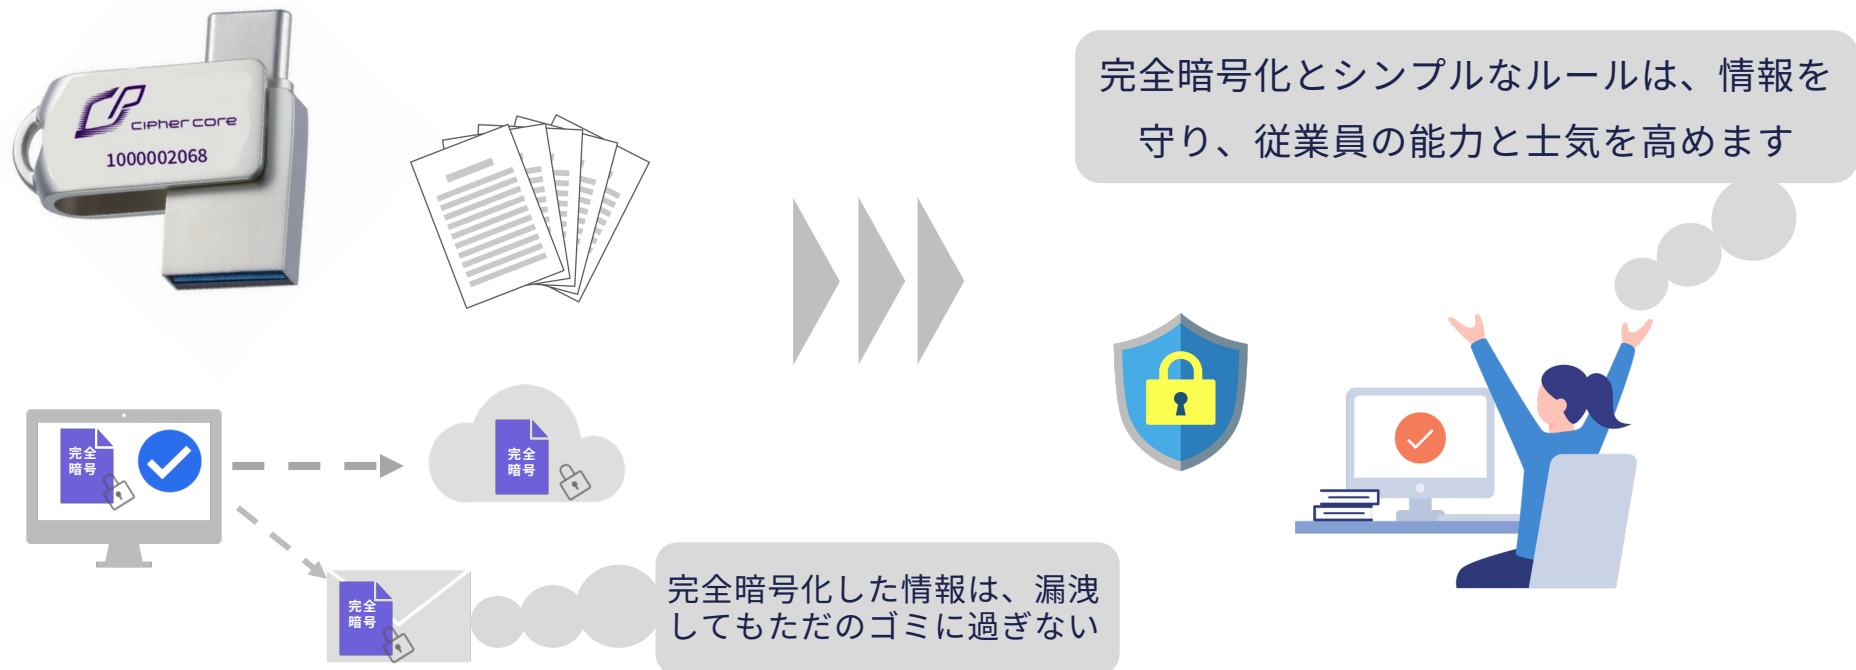 CIPher core
1000002068
完全暗号化とシンプルなルールは、情報を
守り、従業員の能力と士気を高めます
完全
暗号
完全
暗号
完全
暗号
完全暗号化した情報は、漏洩
してもただのゴミに過ぎない